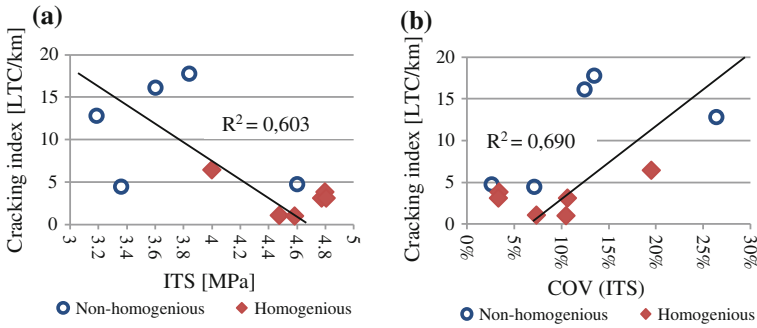 (a)
Cracking index [LTC/km]
20
15
10
5
0
R² = 0,603
3
3.2
3.4
3.6
3.8
4
4.2
4.4
4.6
4.8
5
ITS [MPa]
Non-homogenious
Homogenious
(b)
Cracking index [LTC/km]
20
15
10
5
0
R² = 0,690
0%
5%
10%
15%
20%
25%
30%
COV (ITS)
Non-homogenious
Homogenious